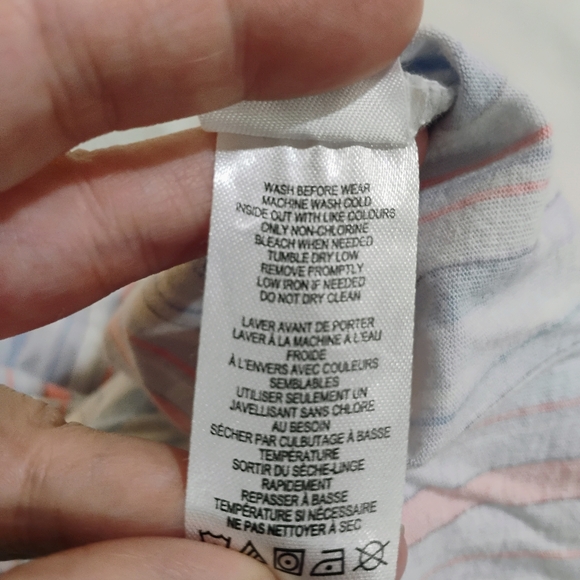 WASH BEFORE WEAR
MACHINE WASH COLD
INSIDE OUT WITH LIKE COLOURS
ONLY NON-CHLORINE
BLEACH WHEN NEEDED
TUMBLE DRY LOW
REMOVE PROMPTLY
LOW IRON IF NEEDED
DO NOT DRY CLEAN
LAVER AVANT DE PORTER
LAVER À LA MACHINE À L'EAU
FROIDE
À L'ENVERS AVEC COULEURS
SEMBLABLES
UTILISER SEULEMENT UN
JAVELLISANT SANS CHLORE
AU BESOIN
SÉCHER PAR CULBUTAGE À BASSE
TEMPÉRATURE
SORTIR DU SÈCHE-LINGE
RAPIDEMENT
REPASSER À BASSE
TEMPÉRATURE SI NÉCESSAIRE
NE PAS NETTOYER À SEC